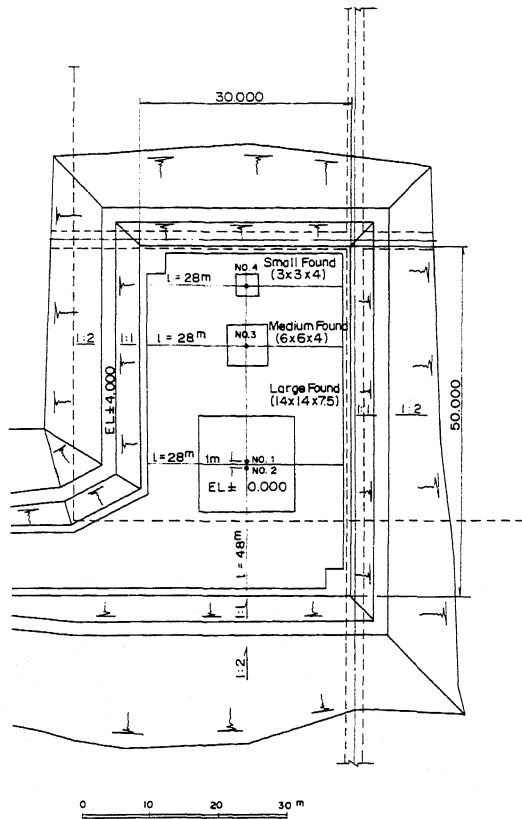 30.000
NO. 4
Small Found
(3x3x4)
l = 28m
NO.3
Medium Found
(6x6x4)
l = 28m
1:2
1:1
EL± 4.000
Large Found
(14x14x7.5)
1:1
1:2
50.000
l=28m
1m
NO. 1
NO. 2
EL± 0.000
l = 48m
1:1
1:2
0 10 20 30 m